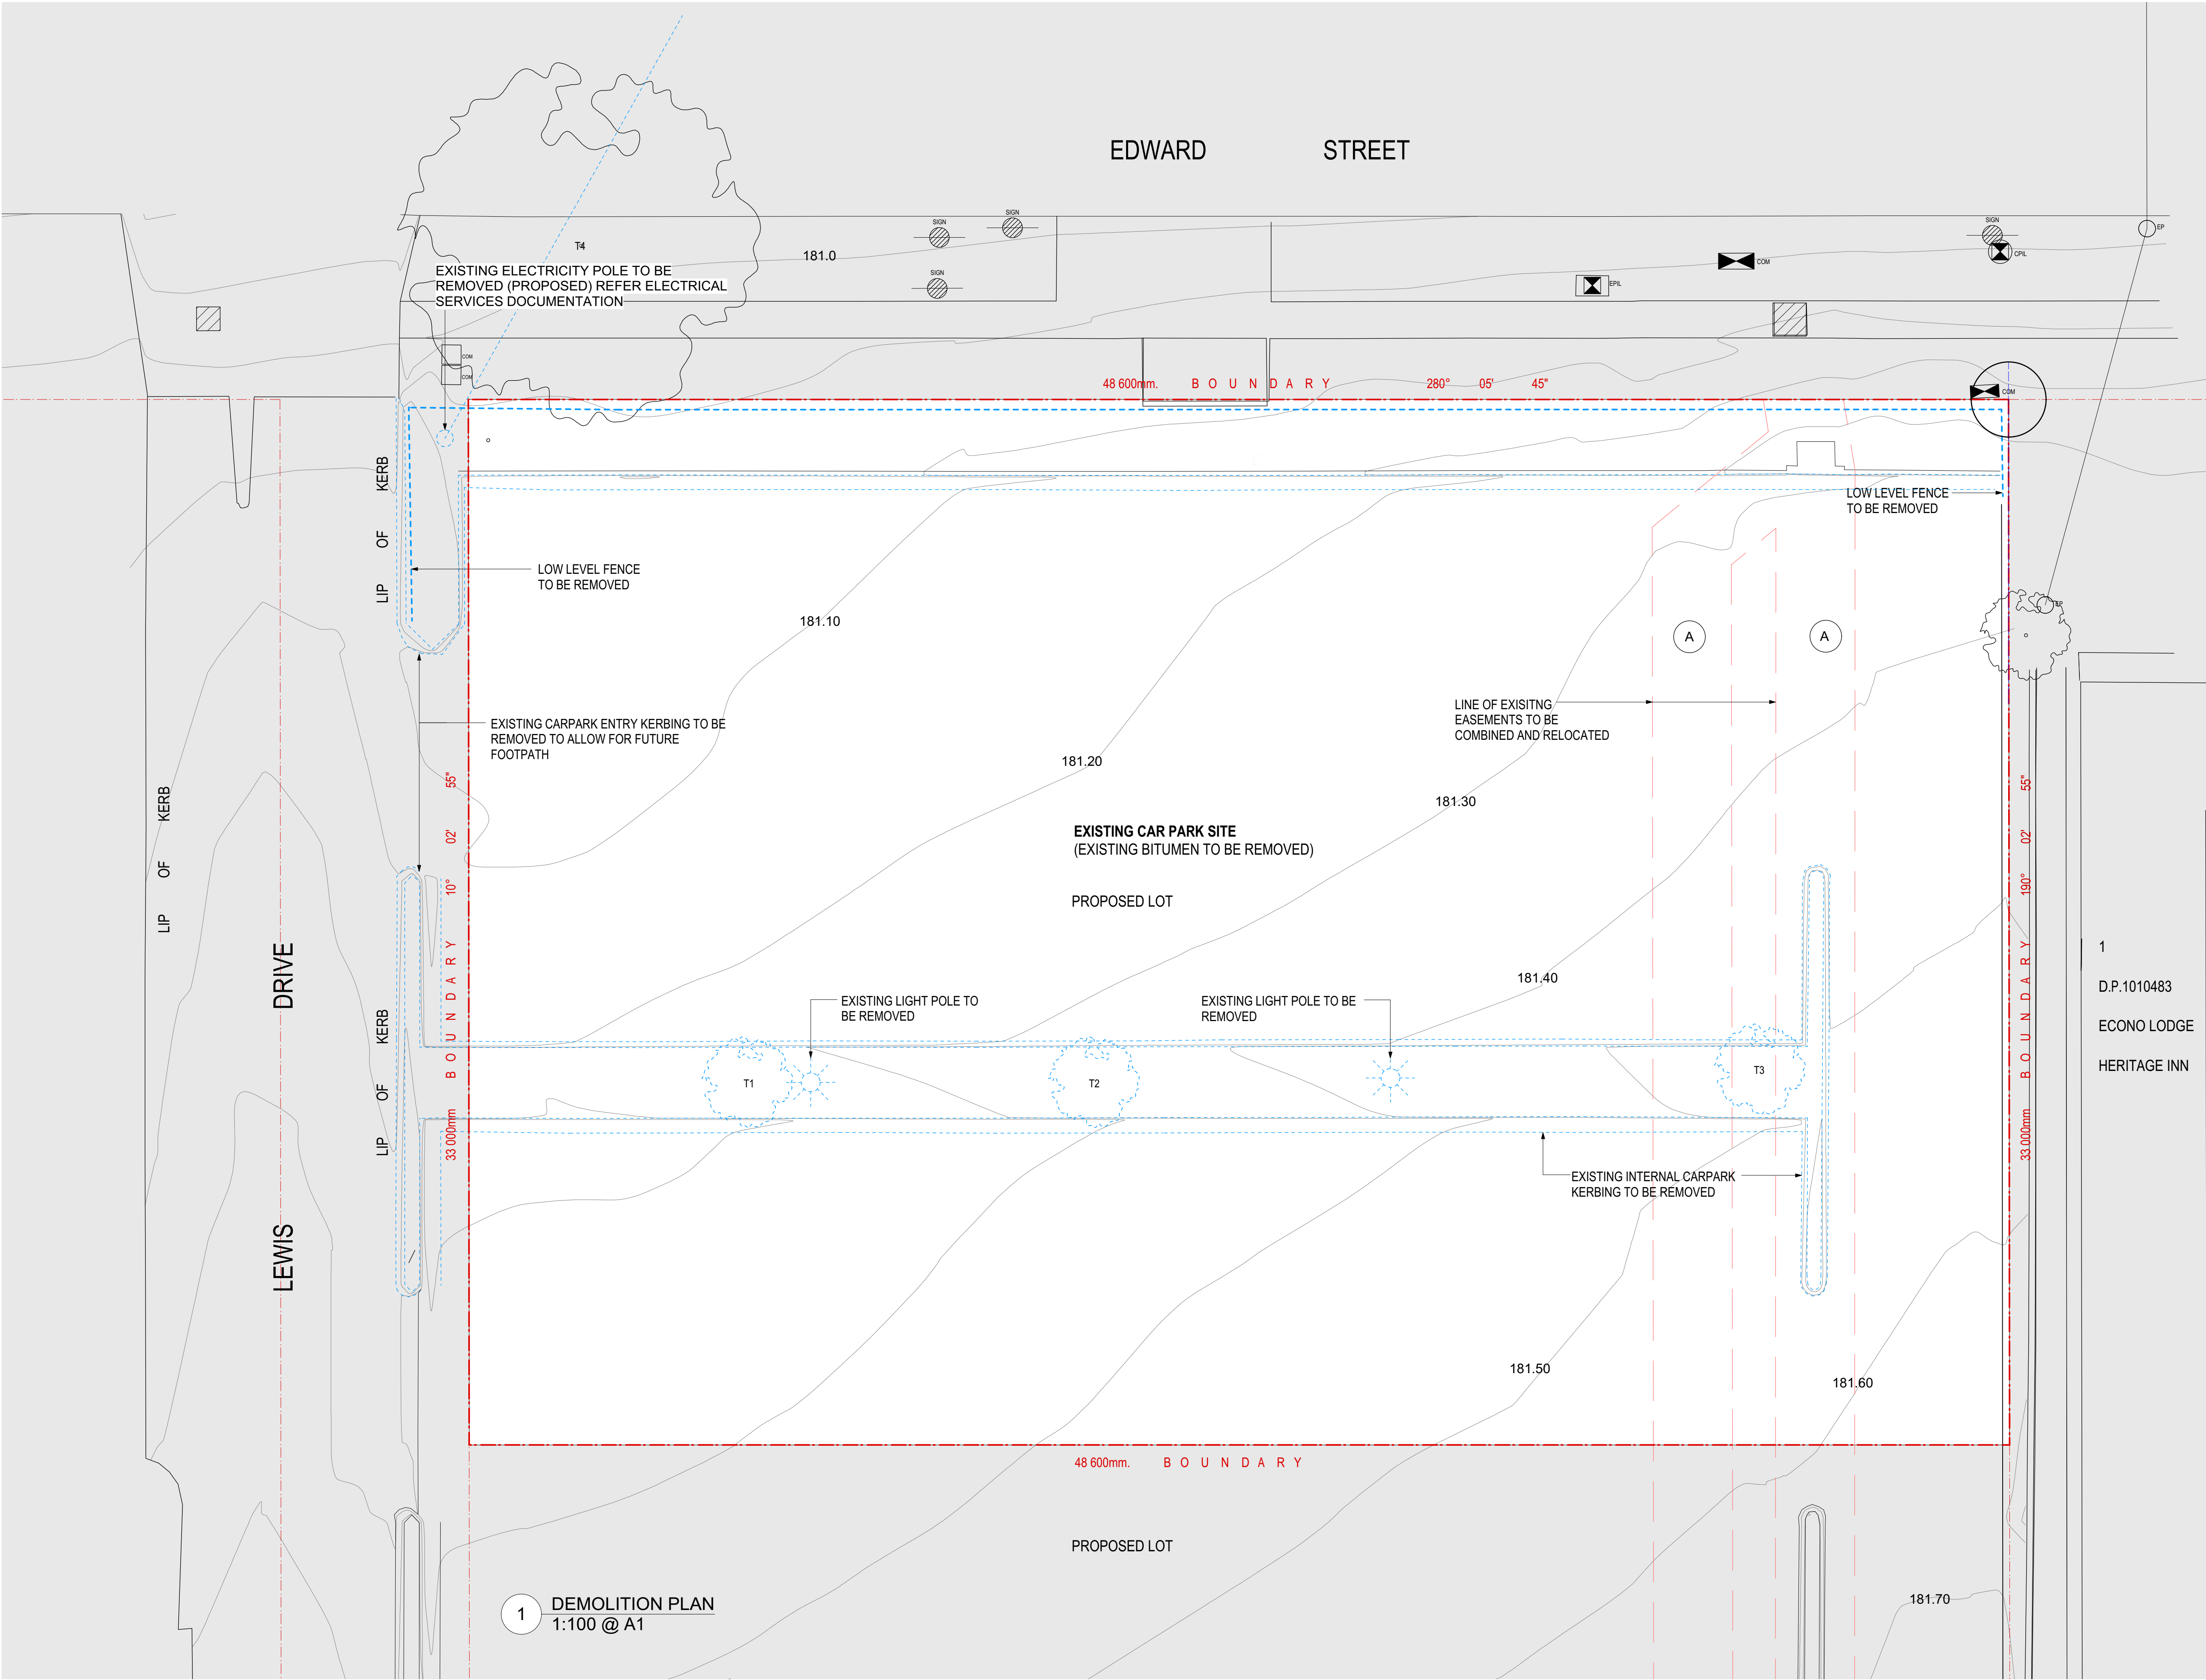 EDWARD STREET
SIGN
SIGN
SIGN
EP
T4
181.0
COM
CPIL
EXISTING ELECTRICITY POLE TO BE
REMOVED (PROPOSED) REFER ELECTRICAL
SERVICES DOCUMENTATION
SIGN
EPIL
COM
COM
48 600mm. BOUNDARY 280° 05' 45"
COM
LIP OF KERB
LOW LEVEL FENCE
TO BE REMOVED
LOW LEVEL FENCE
TO BE REMOVED
EP
181.10
A
A
EXISTING CARPARK ENTRY KERBING TO BE
REMOVED TO ALLOW FOR FUTURE
FOOTPATH
LINE OF EXISITNG
EASEMENTS TO BE
COMBINED AND RELOCATED
181.20
181.30
LIP OF KERB
EXISTING CAR PARK SITE
(EXISTING BITUMEN TO BE REMOVED)
PROPOSED LOT
33 000mm BOUNDARY 10° 02' 55"
33 000mm BOUNDARY 190° 02' 55"
1
D.P.1010483
ECONO LODGE
HERITAGE INN
181.40
LEWIS DRIVE
LIP OF KERB
EXISTING LIGHT POLE TO
BE REMOVED
EXISTING LIGHT POLE TO BE
REMOVED
T1
T2
T3
EXISTING INTERNAL CARPARK
KERBING TO BE REMOVED
181.50
181.60
48 600mm. BOUNDARY
PROPOSED LOT
181.70
1
DEMOLITION PLAN
1:100 @ A1